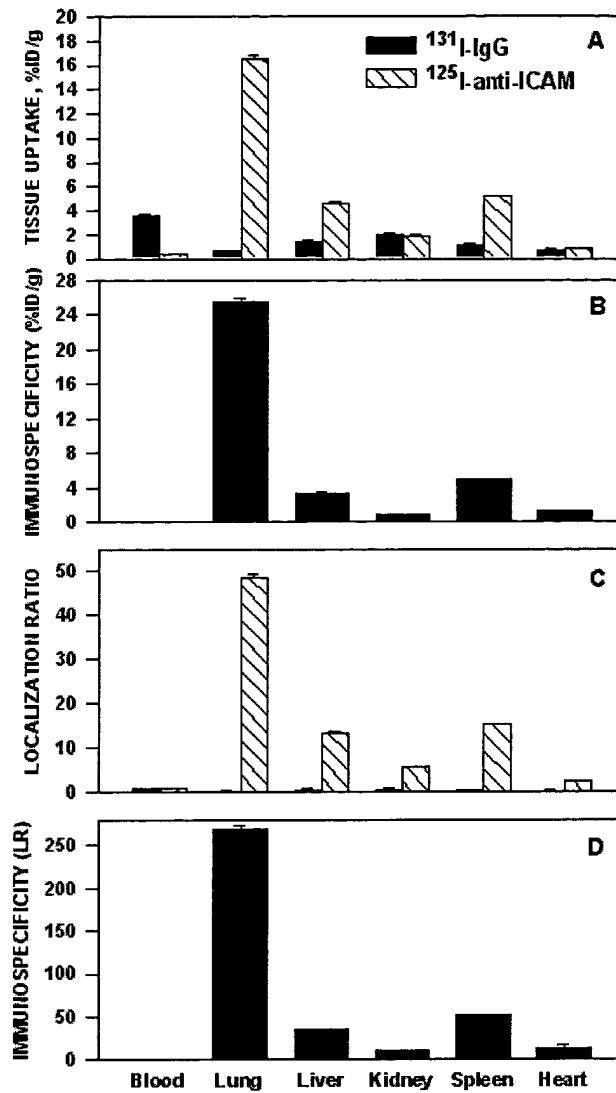 20
18
16
14
12
10
8
6
4
2
0
TISSUE UPTAKE, %ID/g
131I-IgG
125I-anti-ICAM
A
28
24
20
16
12
8
4
0
IMMUNOSPECIFICITY (%ID/g)
B
50
40
30
20
10
0
LOCALIZATION RATIO
C
250
200
150
100
50
0
IMMUNOSPECIFICITY (LR)
D
Blood Lung Liver Kidney Spleen Heart